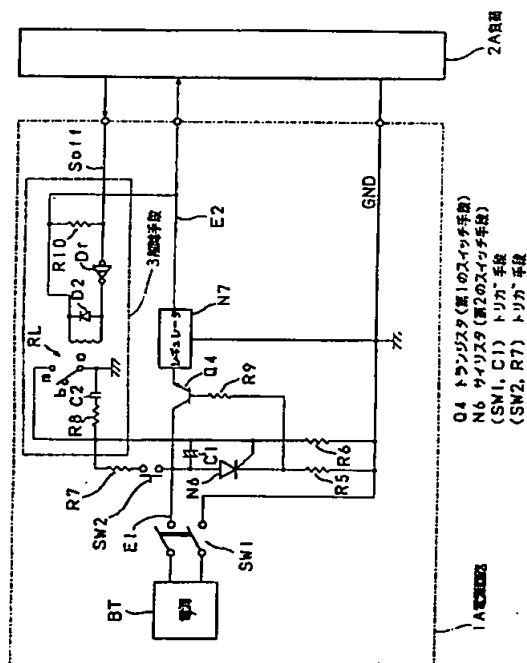 2A負荷
Soff
R10
Dr
D2
RL
a
b
C2
R8
3
E2
GND
N7
レギュレータ
Q4
R9
R7
SW2
C1
N6
R6
R5
E1
SW1
BT
電源
1A電源回路
Q4 トランジスタ(第1のスイッチ手段)
N6 サイリスタ(第2のスイッチ手段)
(SW1, C1) トリガ手段
(SW2, R7) トリガ手段